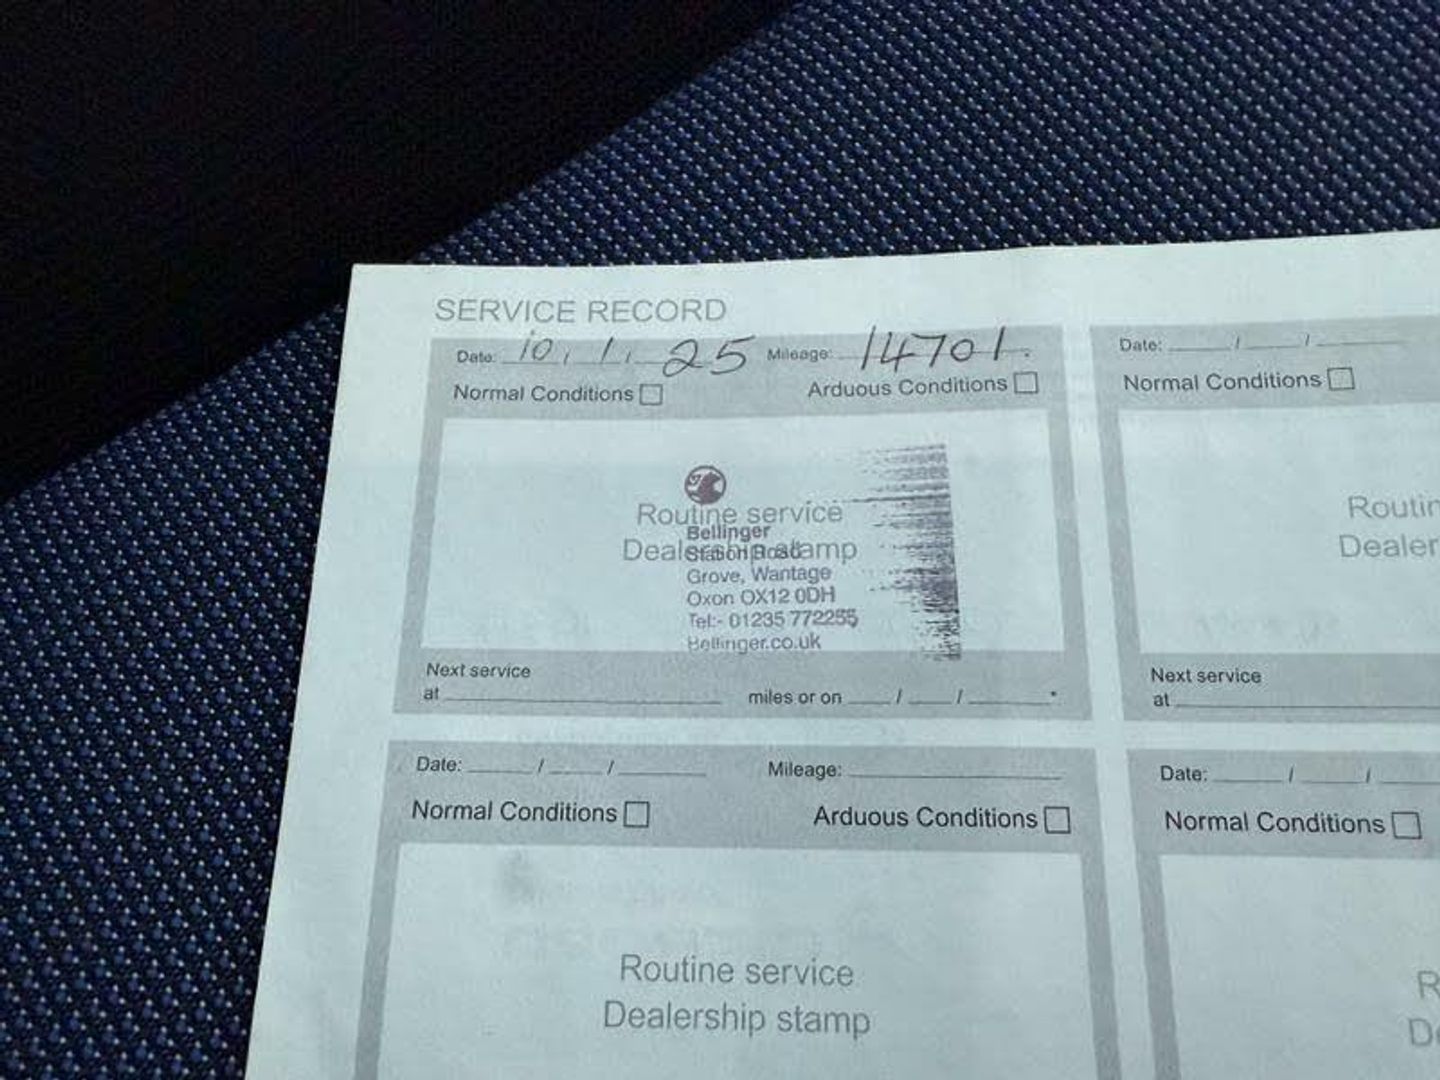 SERVICE RECORD
Date: 10 / 1 / 25 Mileage: 14701.
Normal Conditions Arduous Conditions
Routine service
Dealership stamp
Bellinger
Station Road
Grove, Wantage
Oxon OX12 0DH
Tel:- 01235 772255
Bellinger.co.uk
Next service
at miles or on / / *
Date: / /
Normal Conditions
Routin
Dealer
Next service
at
Date: / / Mileage:
Normal Conditions Arduous Conditions
Routine service
Dealership stamp
Date: / /
Normal Conditions
R
D